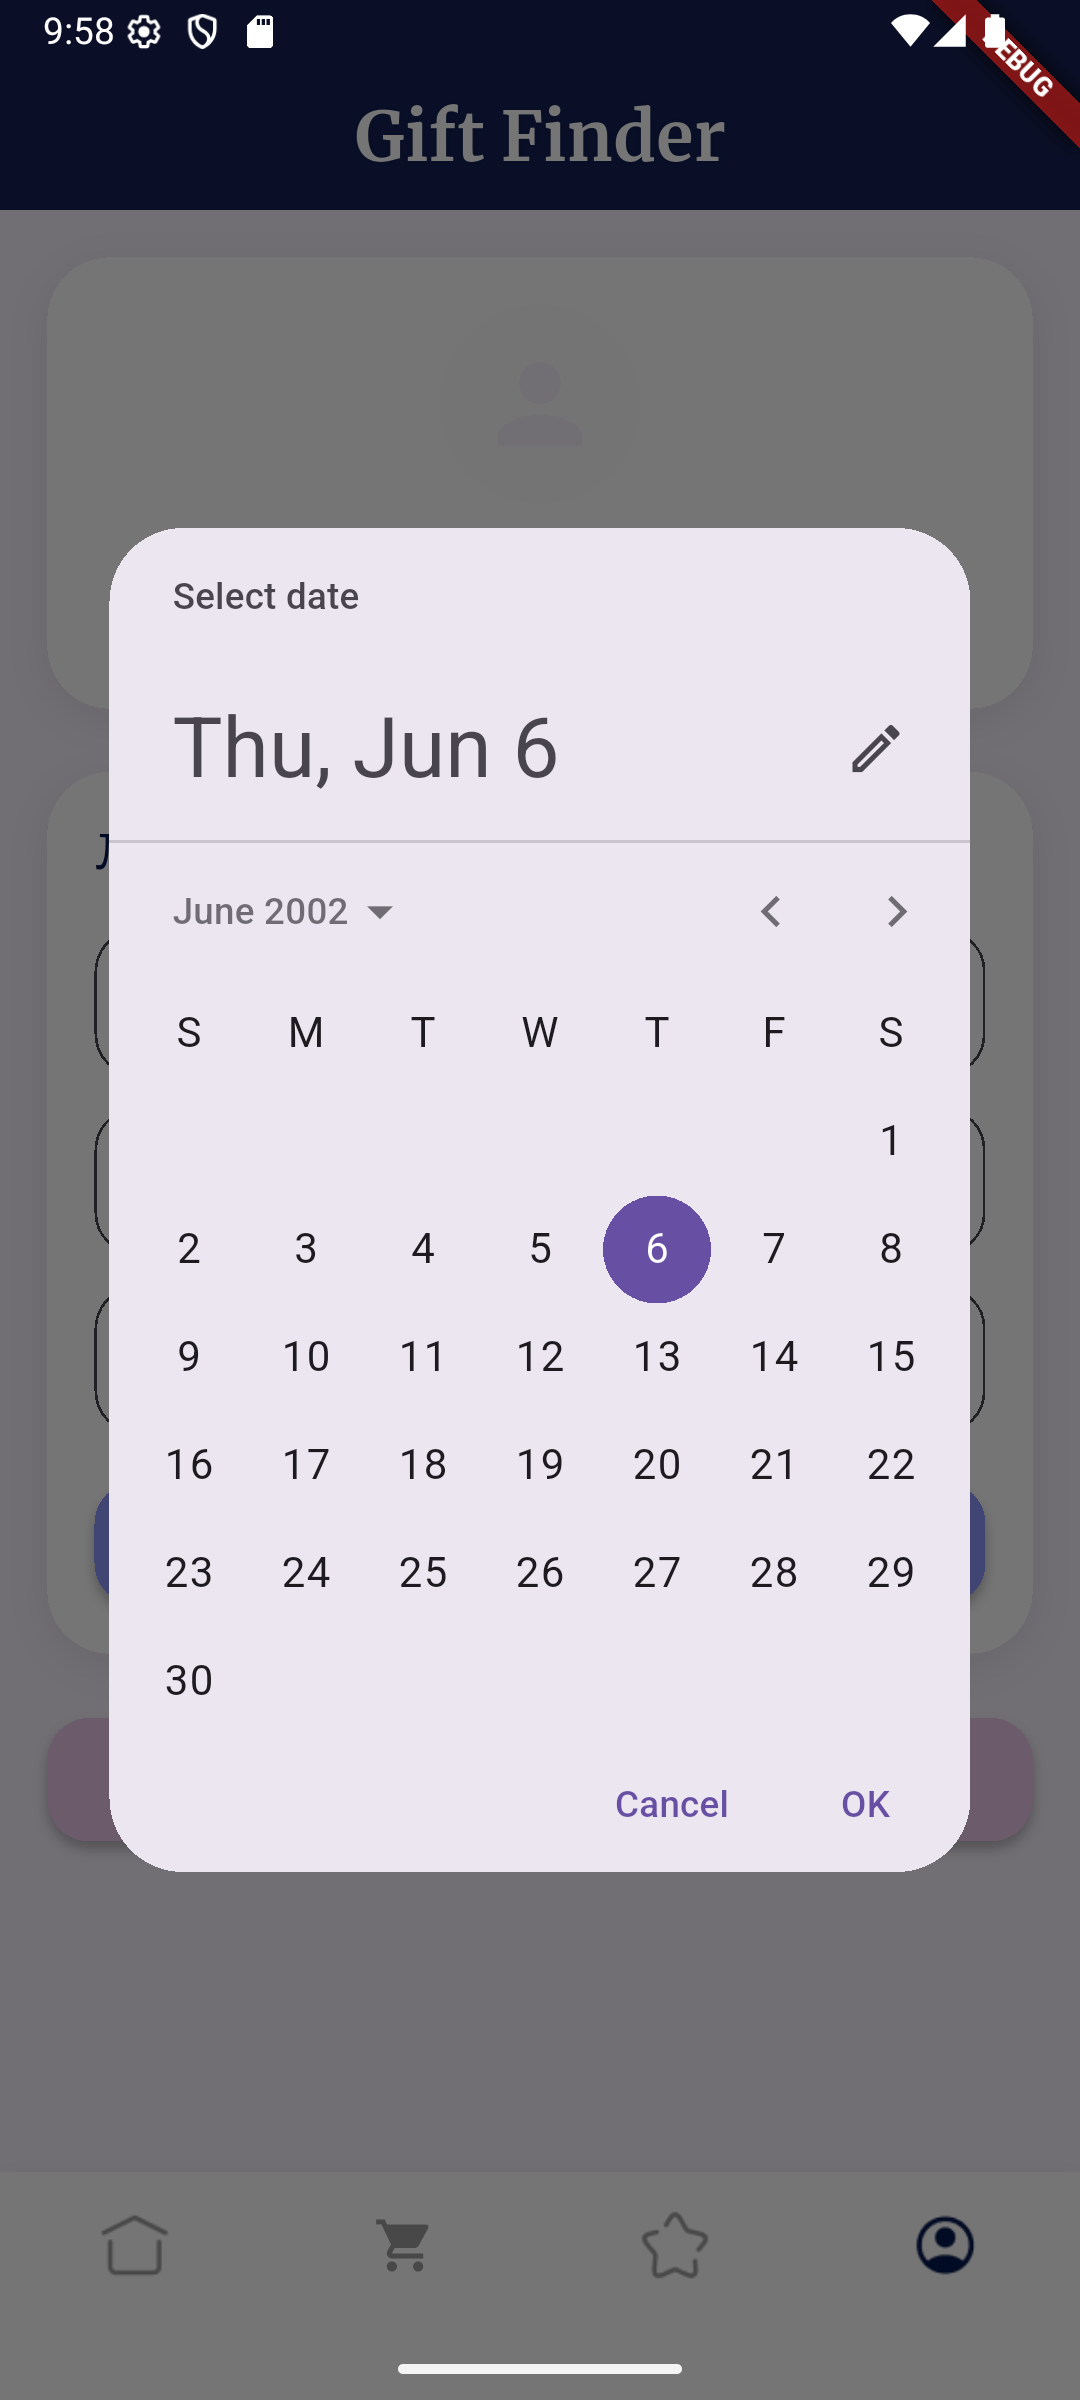 9:58
DEBUG
Gift Finder
Select date
Thu, Jun 6
June 2002
S M T W T F S
1
2 3 4 5 6 7 8
9 10 11 12 13 14 15
16 17 18 19 20 21 22
23 24 25 26 27 28 29
30
Cancel OK